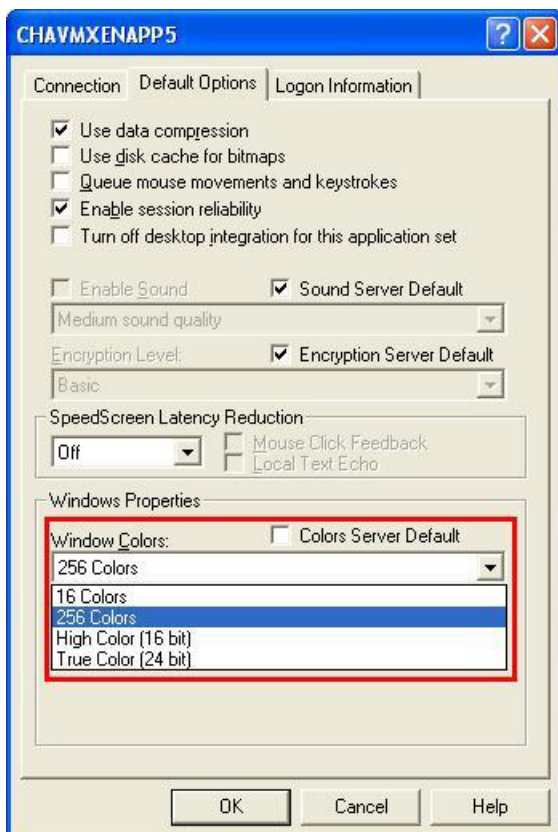 CHAVMXENAPP5
Connection Default Options Logon Information
Use data compression
Use disk cache for bitmaps
Queue mouse movements and keystrokes
Enable session reliability
Turn off desktop integration for this application set
Enable Sound Sound Server Default
Medium sound quality
Encryption Level: Encryption Server Default
Basic
SpeedScreen Latency Reduction
Off Mouse Click Feedback
Local Text Echo
Windows Properties
Window Colors: Colors Server Default
256 Colors
16 Colors
256 Colors
High Color (16 bit)
True Color (24 bit)
OK Cancel Help